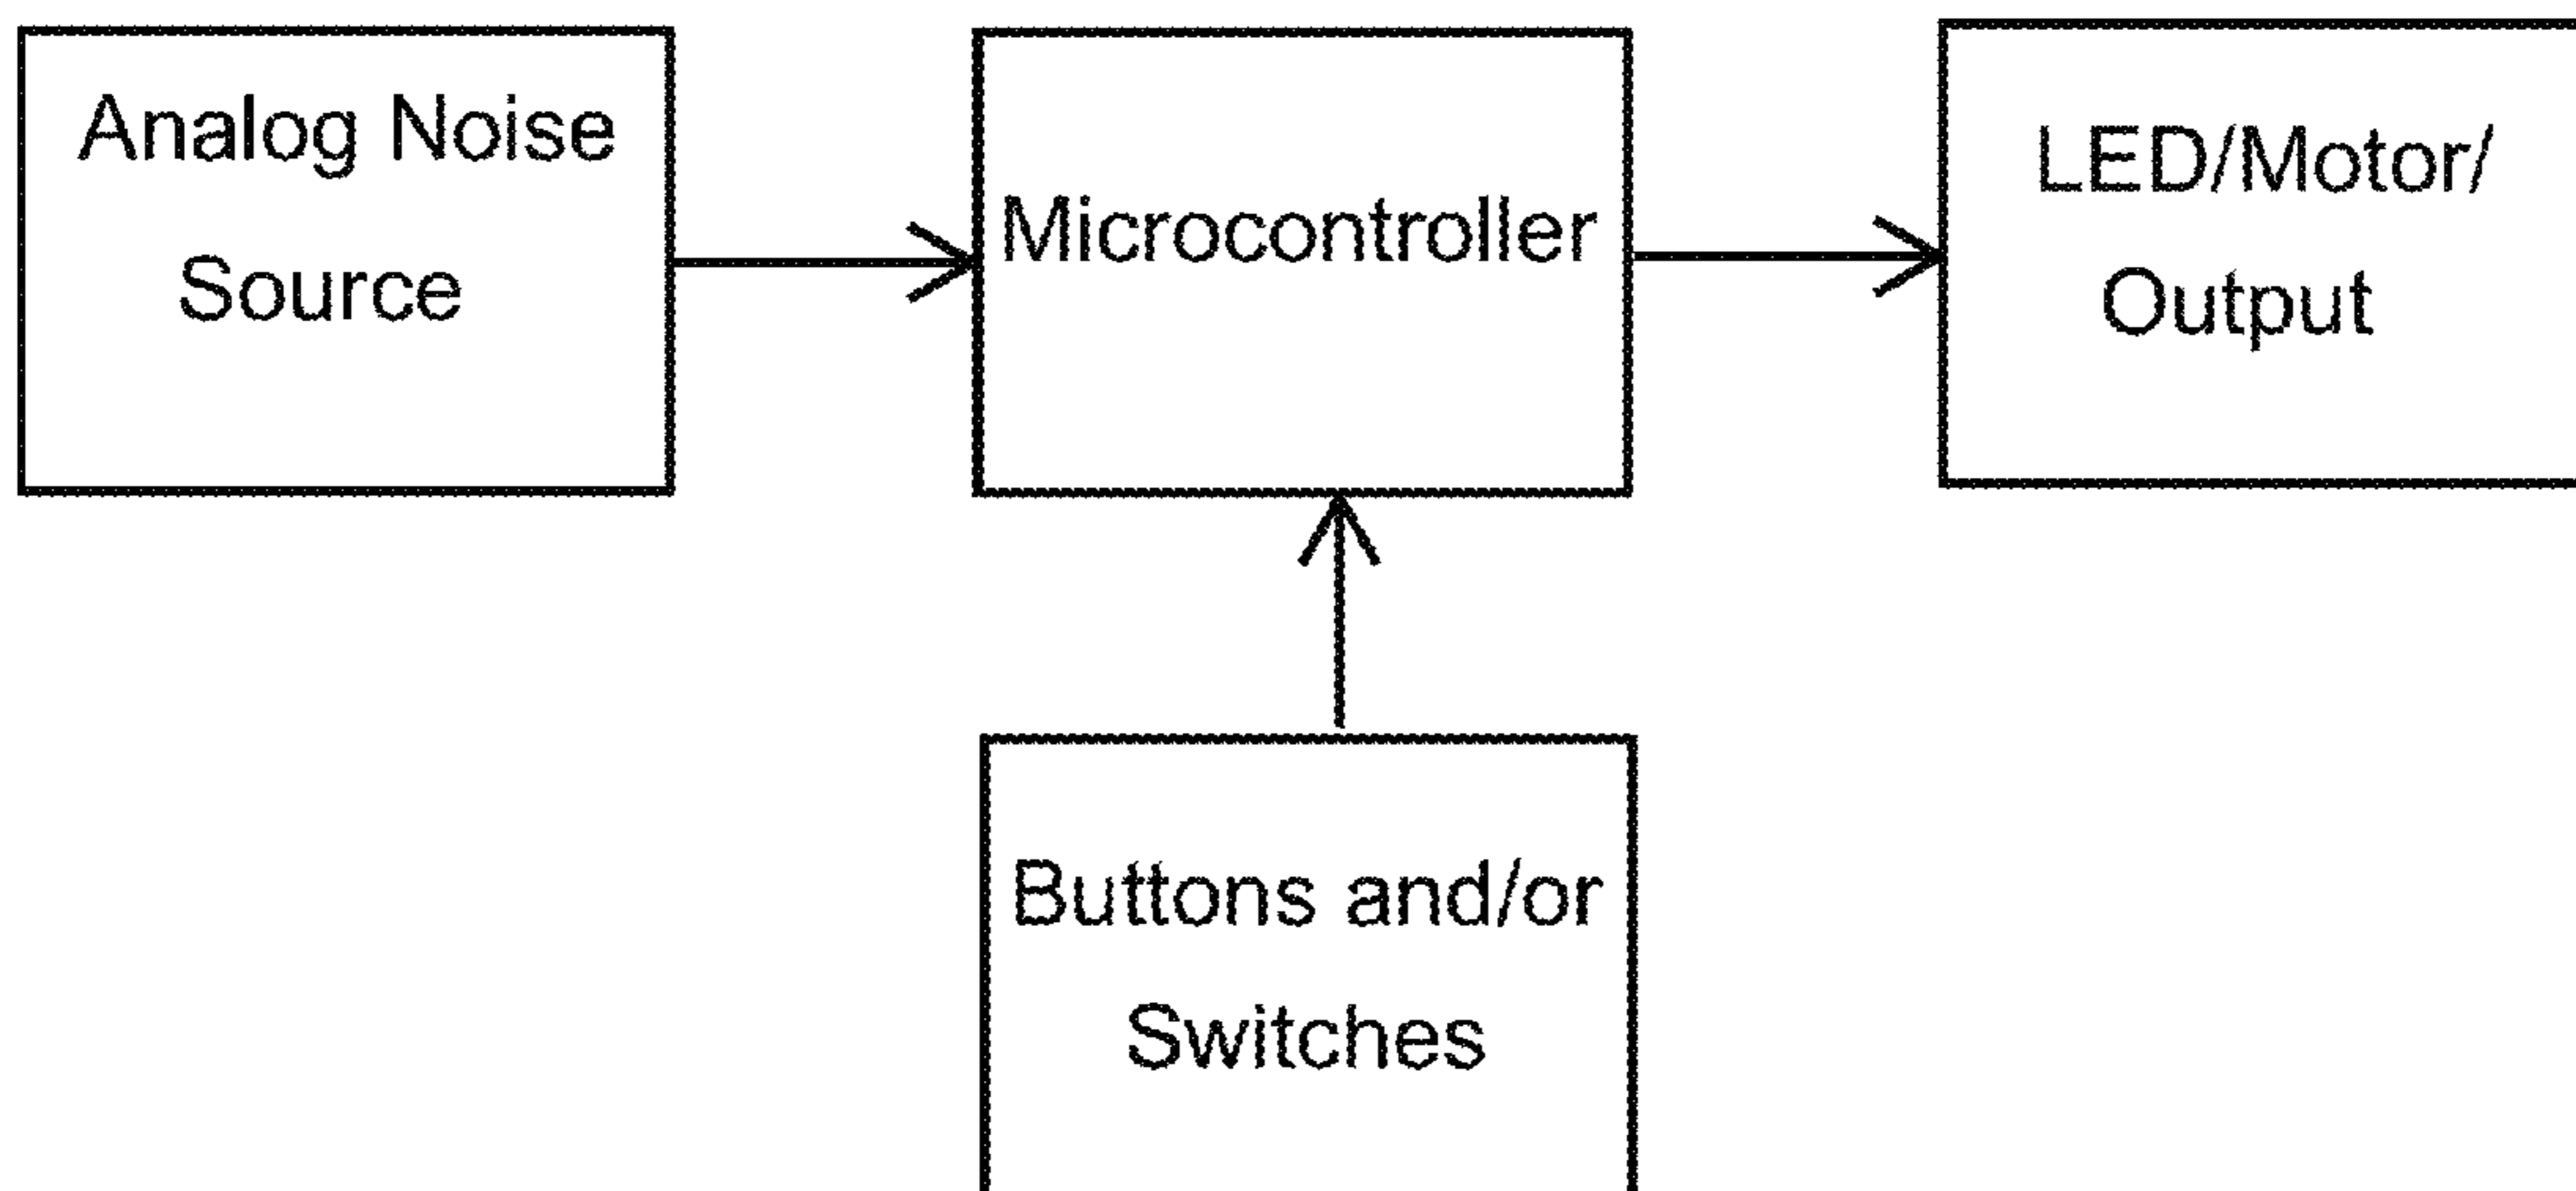 Analog Noise
Source
Microcontroller
LED/Motor/
Output
Buttons and/or
Switches